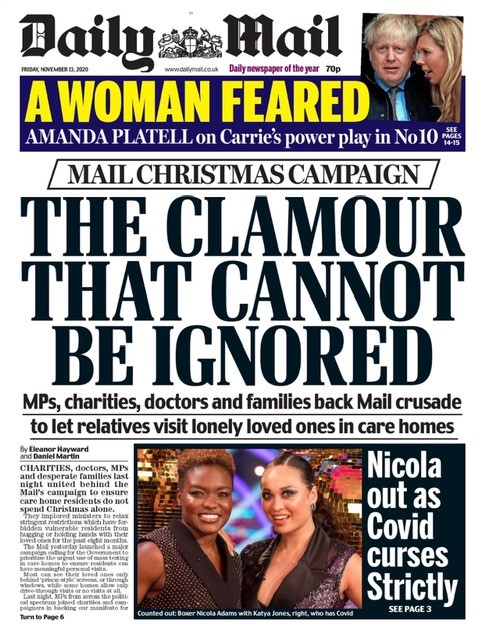 Daily Mail
FRIDAY, NOVEMBER 13, 2020
www.dailymail.co.uk
Daily newspaper of the year
70p
A WOMAN FEARED
AMANDA PLATELL on Carrie's power play in No10
SEE
PAGES
14-15
MAIL CHRISTMAS CAMPAIGN
THE CLAMOUR
THAT CANNOT
BE IGNORED
MPs, charities, doctors and families back Mail crusade
to let relatives visit lonely loved ones in care homes
By Eleanor Hayward
and Daniel Martin
CHARITIES, doctors, MPs
and desperate families last
night united behind the
Mail's campaign to ensure
care home residents do not
spend Christmas alone.
They implored ministers to relax
stringent restrictions which have for-
bidden vulnerable residents from
hugging or holding hands with their
loved ones for the past eight months.
The Mail yesterday launched a major
campaign calling for the Government to
prioritise the urgent use of mass testing
in care homes to ensure residents can
have meaningful personal visits.
Most can see their loved ones only
behind 'prison-style' screens, or through
windows, while some homes allow only
drive-through visits or no visits at all.
Last night, MPs from across the politi-
cal spectrum joined charities and cam-
paigners in backing our manifesto for
Turn to Page 6
Counted out: Boxer Nicola Adams with Katya Jones, right, who has Covid
Nicola
out as
Covid
curses
Strictly
SEE PAGE 3